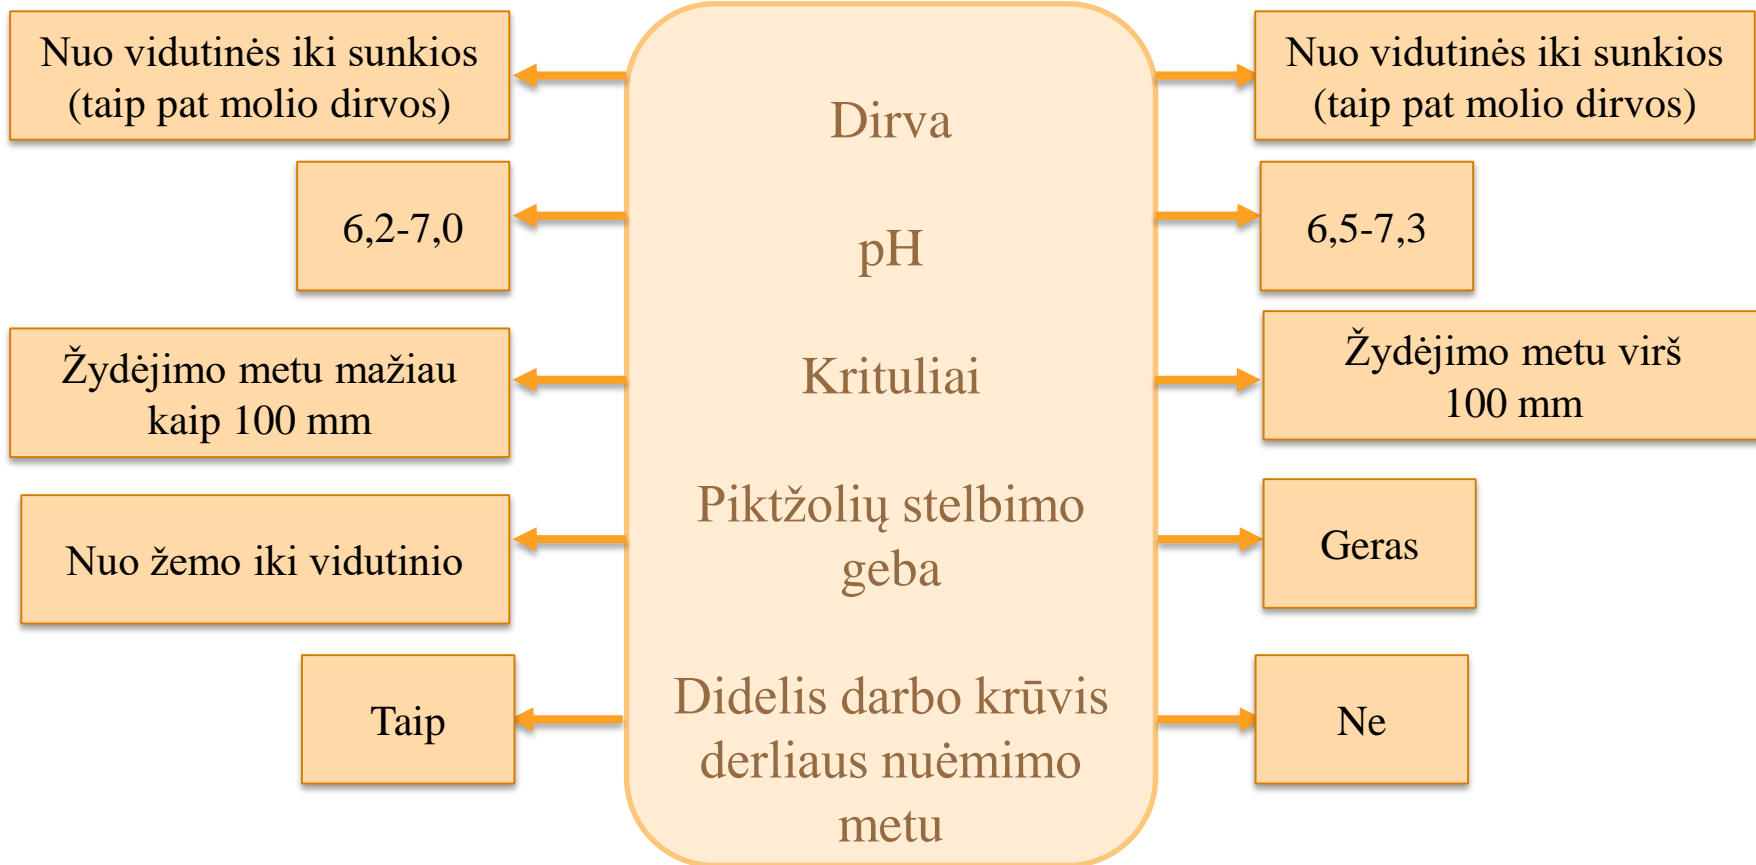 Nuo vidutinės iki sunkios
(taip pat molio dirvos)
Dirva
Nuo vidutinės iki sunkios
(taip pat molio dirvos)
6,2-7,0
pH
6,5-7,3
Žydėjimo metu mažiau
kaip 100 mm
Krituliai
Žydėjimo metu virš
100 mm
Nuo žemo iki vidutinio
Piktžolių stelbimo
geba
Geras
Taip
Didelis darbo krūvis
derliaus nuėmimo
metu
Ne